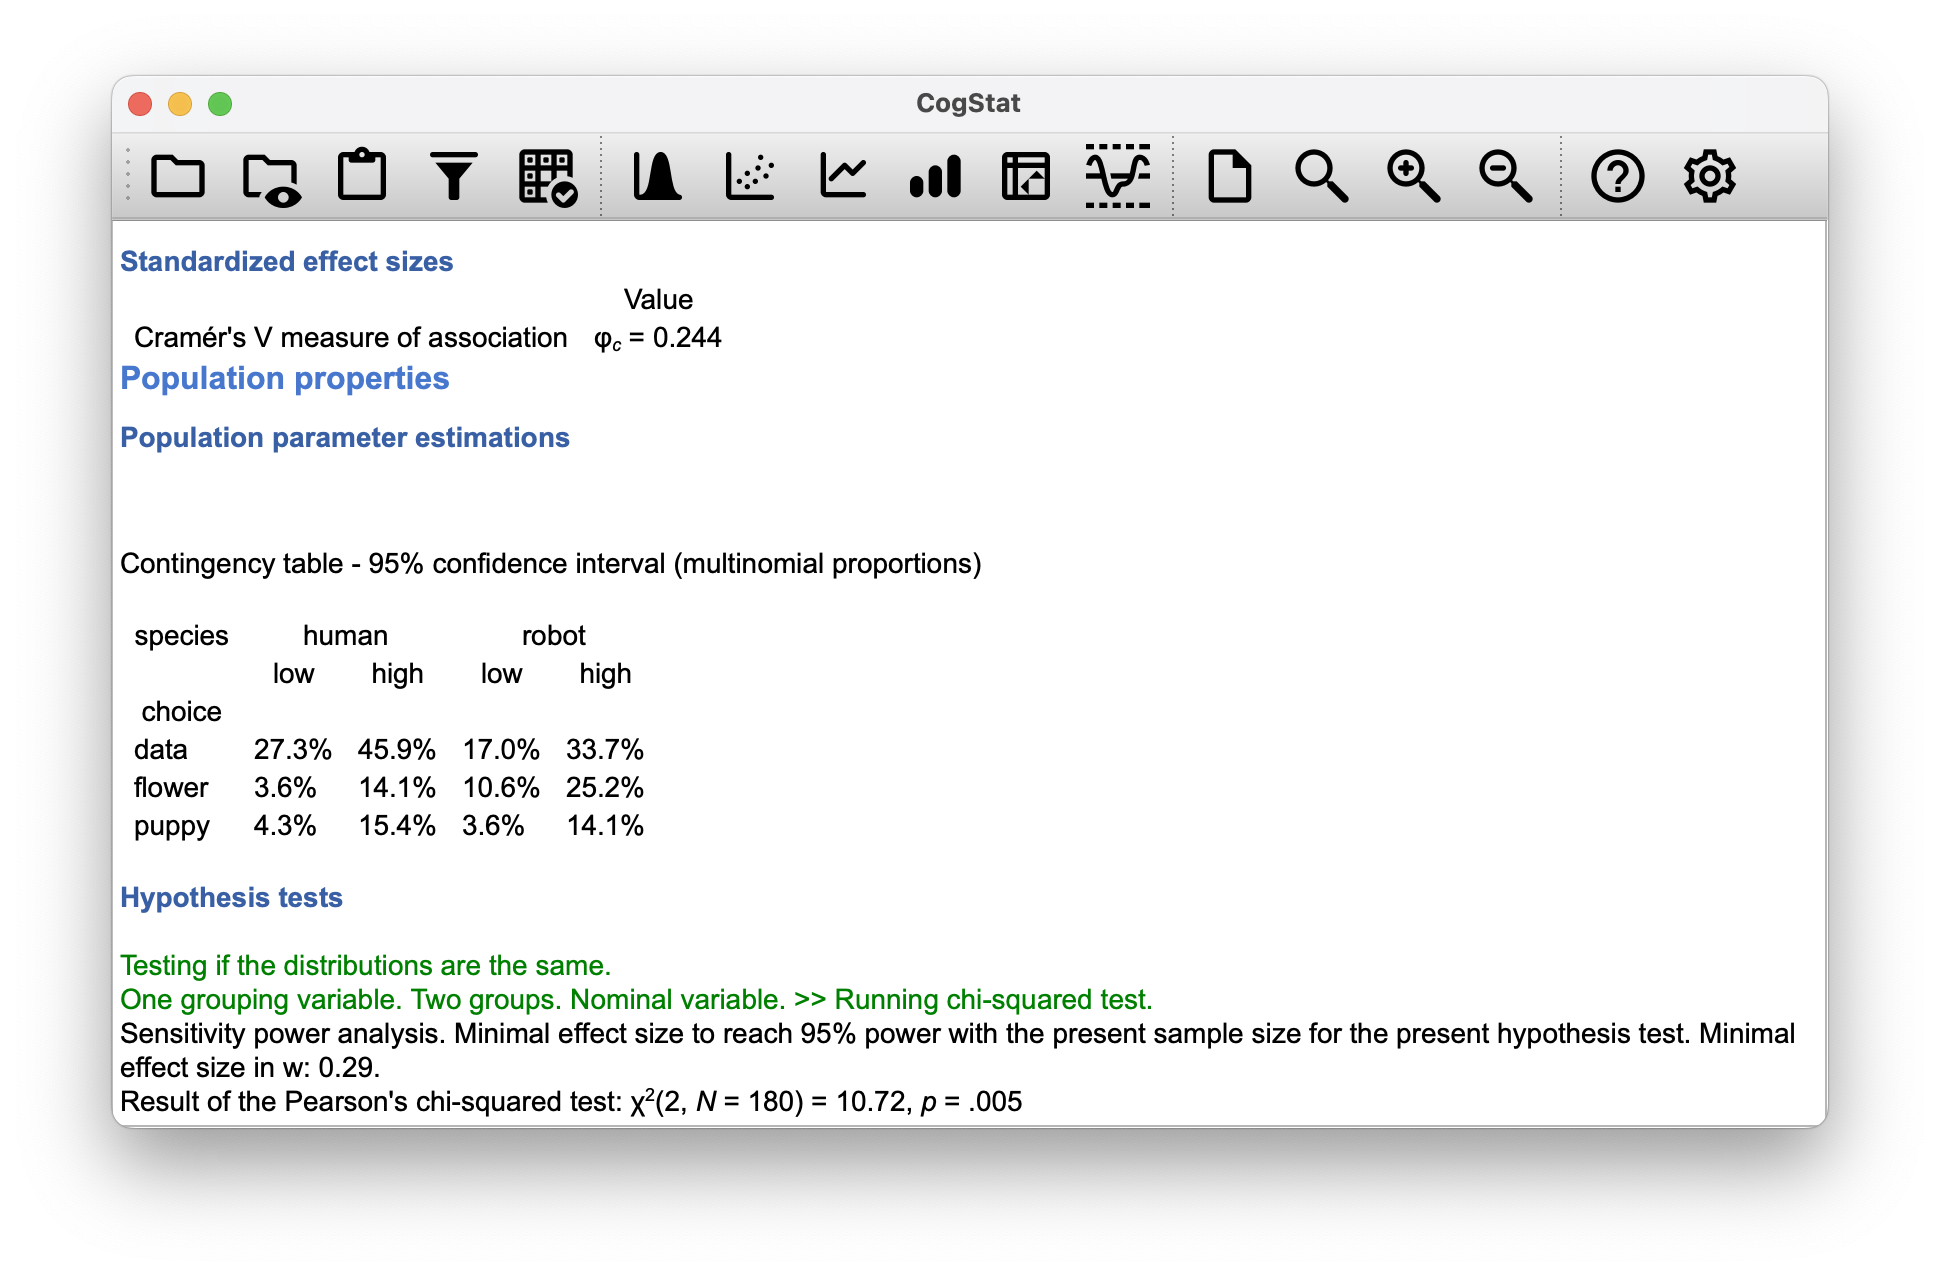 CogStat
Standardized effect sizes
Value
Cramér's V measure of association φc = 0.244
Population properties
Population parameter estimations
Contingency table - 95% confidence interval (multinomial proportions)
species human robot
low high low high
choice
data 27.3% 45.9% 17.0% 33.7%
flower 3.6% 14.1% 10.6% 25.2%
puppy 4.3% 15.4% 3.6% 14.1%
Hypothesis tests
Testing if the distributions are the same.
One grouping variable. Two groups. Nominal variable. >> Running chi-squared test.
Sensitivity power analysis. Minimal effect size to reach 95% power with the present sample size for the present hypothesis test. Minimal
effect size in w: 0.29.
Result of the Pearson's chi-squared test: χ²(2, N = 180) = 10.72, p = .005